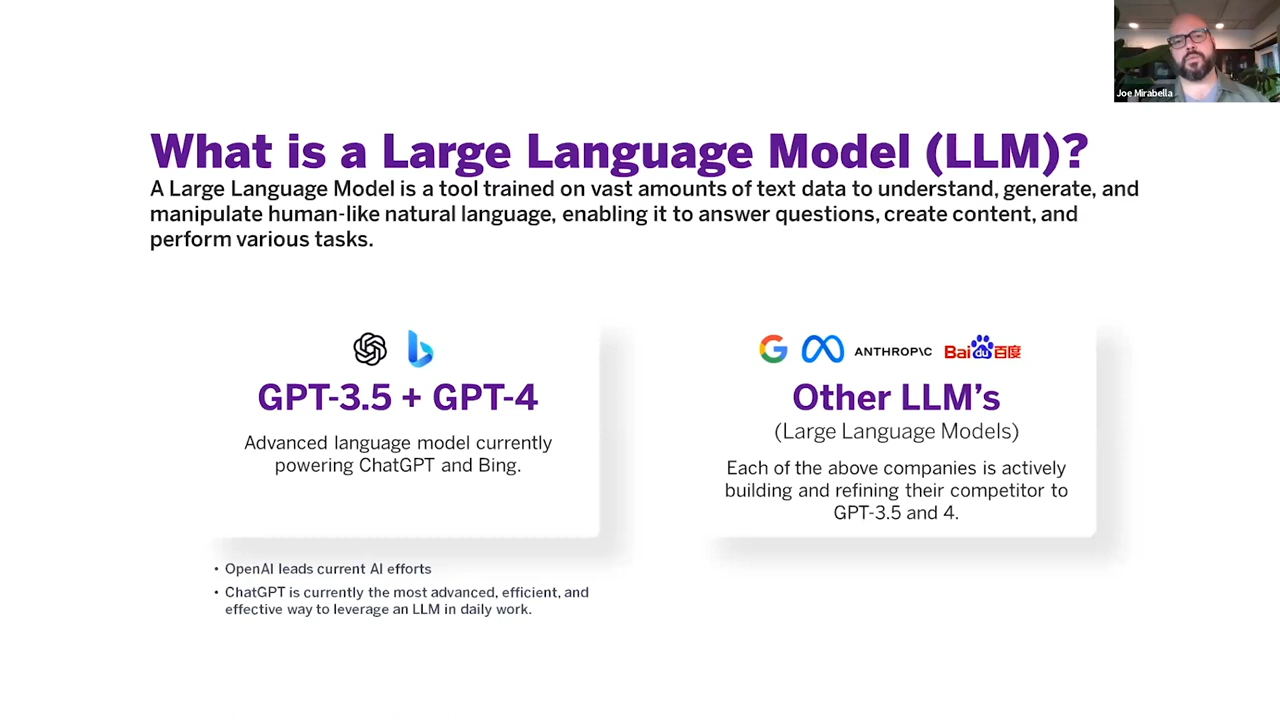 Joe Mirabella
What is a Large Language Model (LLM)?
A Large Language Model is a tool trained on vast amounts of text data to understand, generate, and
manipulate human-like natural language, enabling it to answer questions, create content, and
perform various tasks.
GPT-3.5 + GPT-4
Advanced language model currently
powering ChatGPT and Bing.
• OpenAI leads current AI efforts
• ChatGPT is currently the most advanced, efficient, and
effective way to leverage an LLM in daily work.
ANTHROP\C Bai du 百度
Other LLM's
(Large Language Models)
Each of the above companies is actively
building and refining their competitor to
GPT-3.5 and 4.